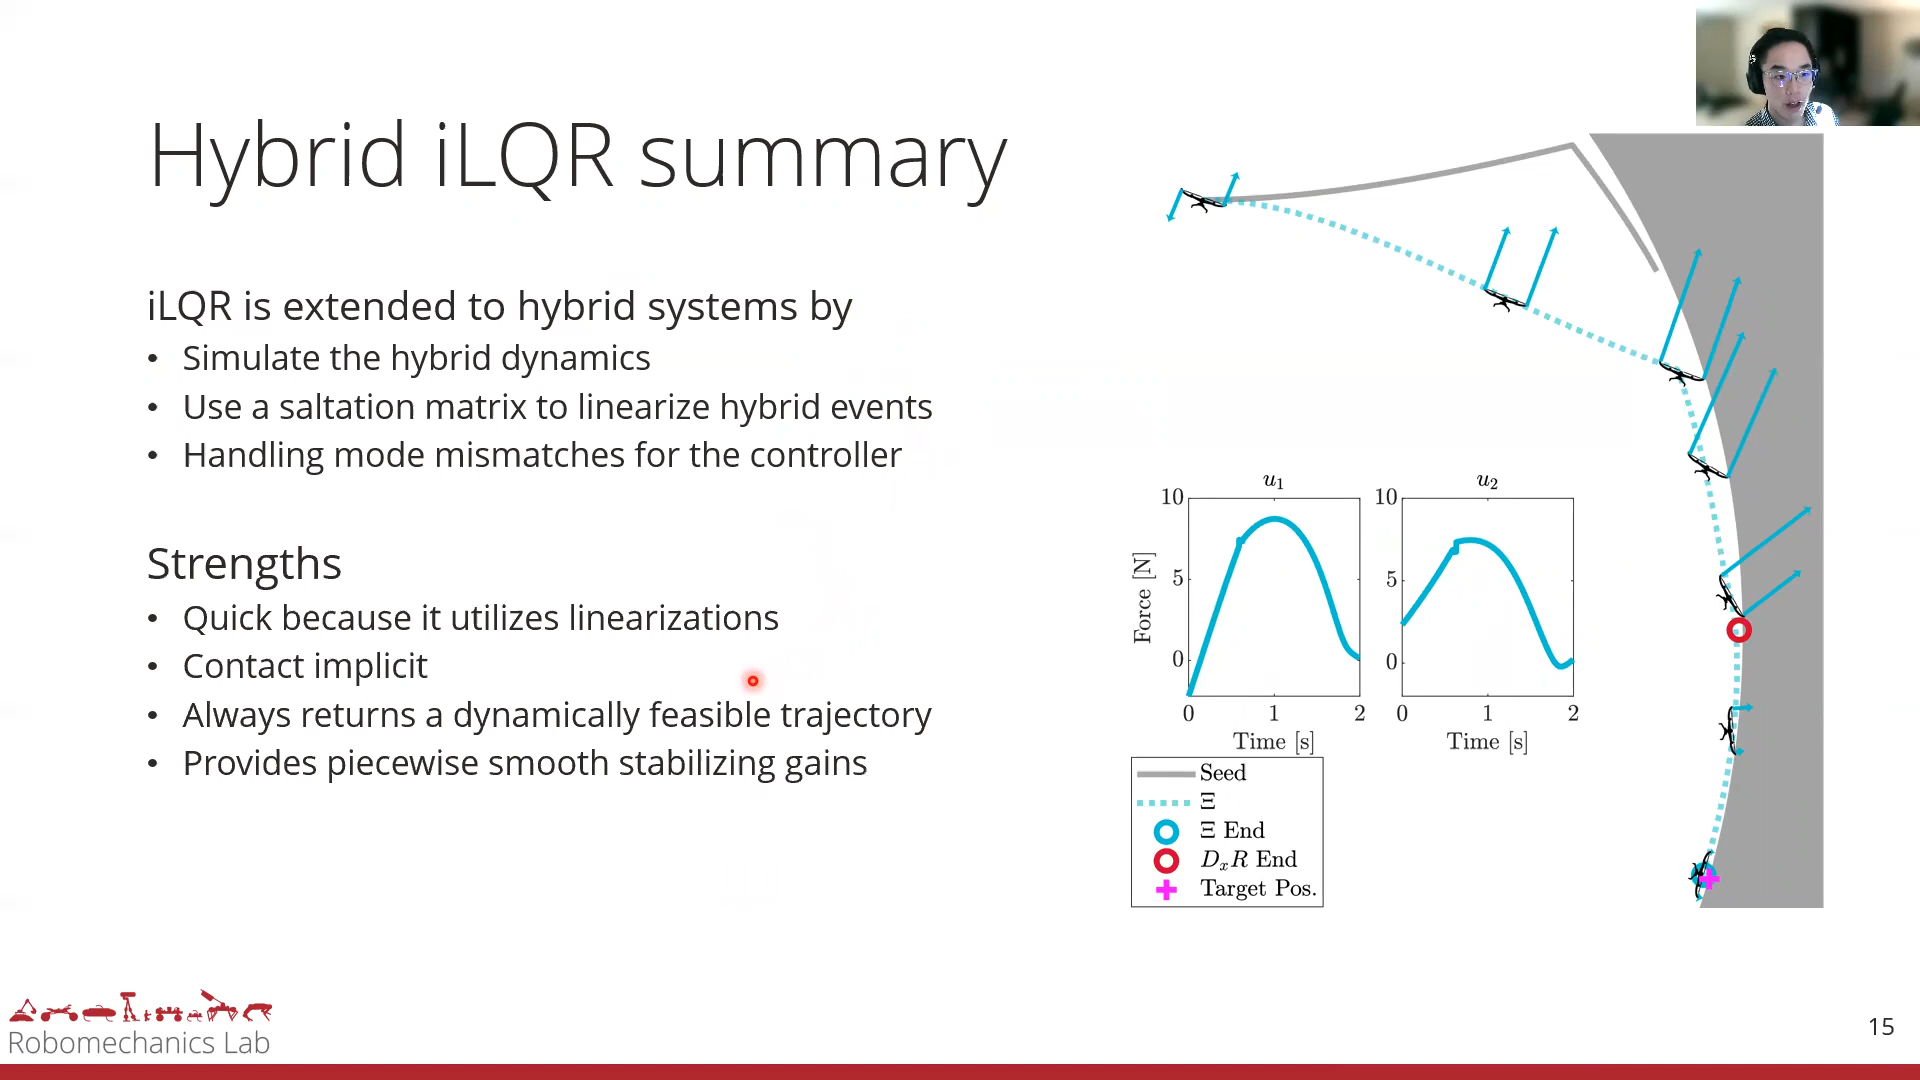 Hybrid iLQR summary
iLQR is extended to hybrid systems by
• Simulate the hybrid dynamics
• Use a saltation matrix to linearize hybrid events
• Handling mode mismatches for the controller
Strengths
• Quick because it utilizes linearizations
• Contact implicit
• Always returns a dynamically feasible trajectory
• Provides piecewise smooth stabilizing gains
u₁
10
5
0
Force [N]
0 1 2
Time [s]
u₂
10
5
0
0 1 2
Time [s]
Seed
Ξ
Ξ End
DₓR End
Target Pos.
Robomechanics Lab
15